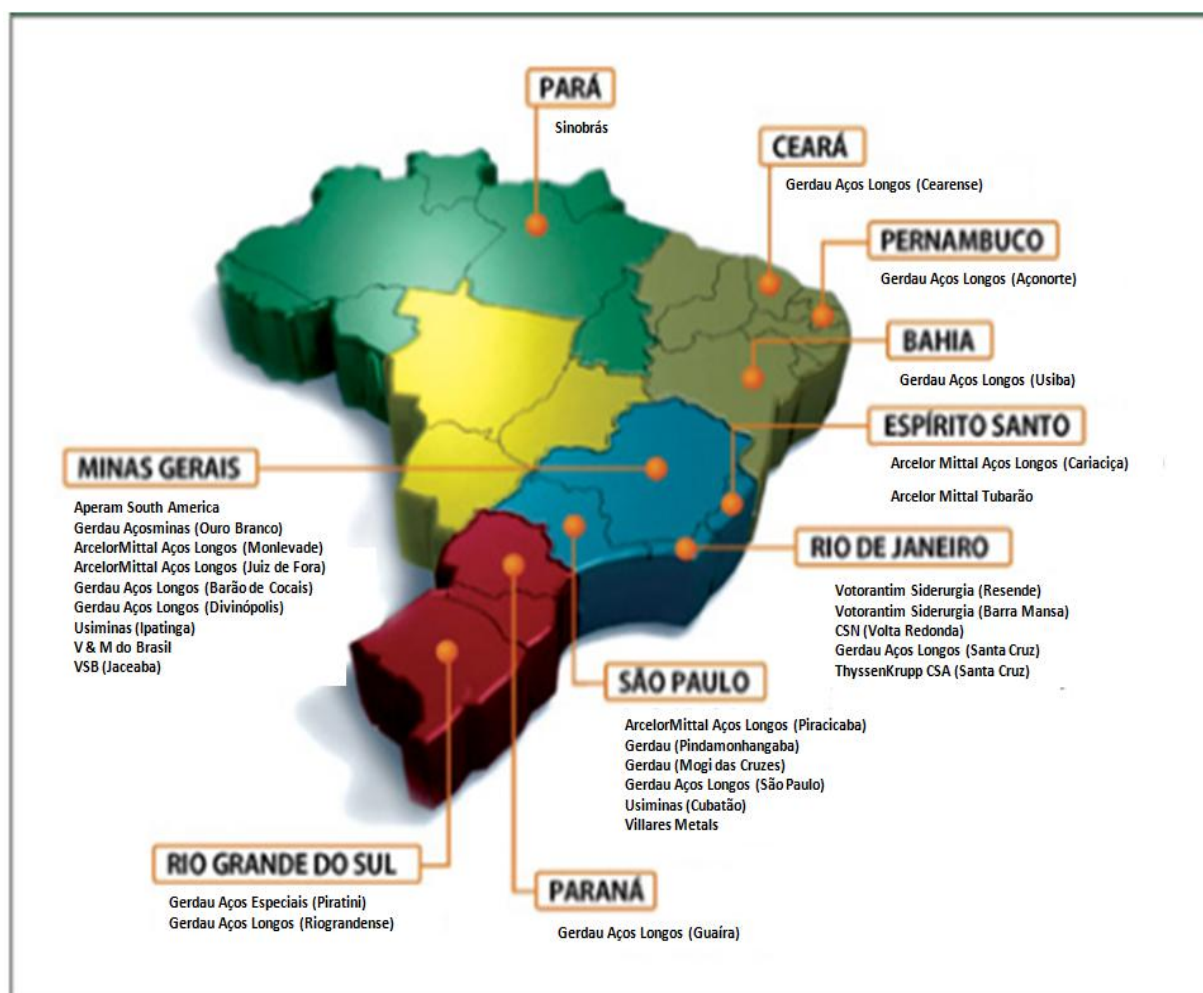 PARÁ
Sinobrás
CEARÁ
Gerdau Aços Longos (Cearense)
PERNAMBUCO
Gerdau Aços Longos (Açonorte)
BAHIA
Gerdau Aços Longos (Usiba)
ESPÍRITO SANTO
Arcelor Mittal Aços Longos (Cariaciça)
Arcelor Mittal Tubarão
MINAS GERAIS
Aperam South America
Gerdau Açosminas (Ouro Branco)
ArcelorMittal Aços Longos (Monlevade)
ArcelorMittal Aços Longos (Juiz de Fora)
Gerdau Aços Longos (Barão de Cocais)
Gerdau Aços Longos (Divinópolis)
Usiminas (Ipatinga)
V & M do Brasil
VSB (Jaceaba)
RIO DE JANEIRO
Votorantim Siderurgia (Resende)
Votorantim Siderurgia (Barra Mansa)
CSN (Volta Redonda)
Gerdau Aços Longos (Santa Cruz)
ThyssenKrupp CSA (Santa Cruz)
SÃO PAULO
ArcelorMittal Aços Longos (Piracicaba)
Gerdau (Pindamonhangaba)
Gerdau (Mogi das Cruzes)
Gerdau Aços Longos (São Paulo)
Usiminas (Cubatão)
Villares Metals
RIO GRANDE DO SUL
Gerdau Aços Especiais (Piratini)
Gerdau Aços Longos (Riograndense)
PARANÁ
Gerdau Aços Longos (Guaíra)